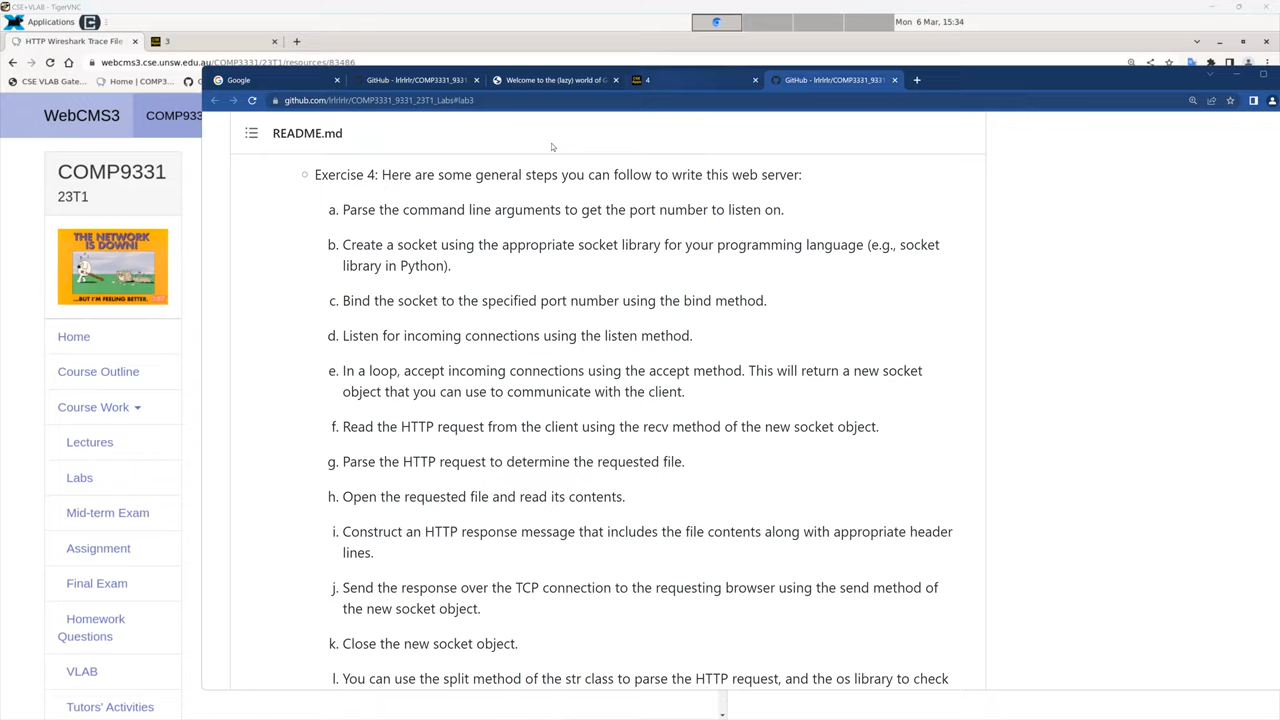 CSE+VLAB - TigerVNC
Applications
Mon 6 Mar, 15:34
HTTP Wireshark Trace File
3
webcms3.cse.unsw.edu.au/COMP9331/23T1/resources/83486
CSE VLAB Gate...
Home | COMP3...
Google
GitHub - lrlrlrlr/COMP3331_9331
Welcome to the (lazy) world of
4
GitHub - lrlrlrlr/COMP3331_933
github.com/lrlrlrlr/COMP3331_9331_23T1_Labs#lab3
WebCMS3
COMP93
COMP9331
23T1
THE NETWORK
IS DOWN!
...BUT I'M FEELING BETTER.
Home
Course Outline
Course Work
Lectures
Labs
Mid-term Exam
Assignment
Final Exam
Homework
Questions
VLAB
Tutors' Activities
README.md
Exercise 4: Here are some general steps you can follow to write this web server:
a. Parse the command line arguments to get the port number to listen on.
b. Create a socket using the appropriate socket library for your programming language (e.g., socket
library in Python).
c. Bind the socket to the specified port number using the bind method.
d. Listen for incoming connections using the listen method.
e. In a loop, accept incoming connections using the accept method. This will return a new socket
object that you can use to communicate with the client.
f. Read the HTTP request from the client using the recv method of the new socket object.
g. Parse the HTTP request to determine the requested file.
h. Open the requested file and read its contents.
i. Construct an HTTP response message that includes the file contents along with appropriate header
lines.
j. Send the response over the TCP connection to the requesting browser using the send method of
the new socket object.
k. Close the new socket object.
l. You can use the split method of the str class to parse the HTTP request, and the os library to check